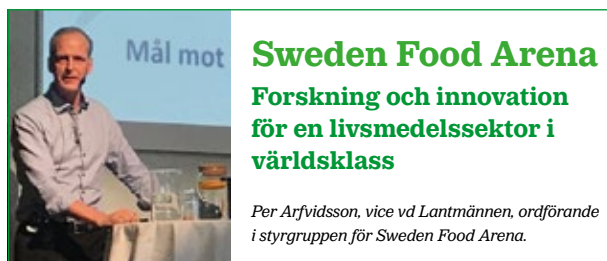 Mål mot
Sweden Food Arena
Forskning och innovation
för en livsmedelssektor i
världsklass
Per Arfvidsson, vice vd Lantmännen, ordförande
i styrgruppen för Sweden Food Arena.